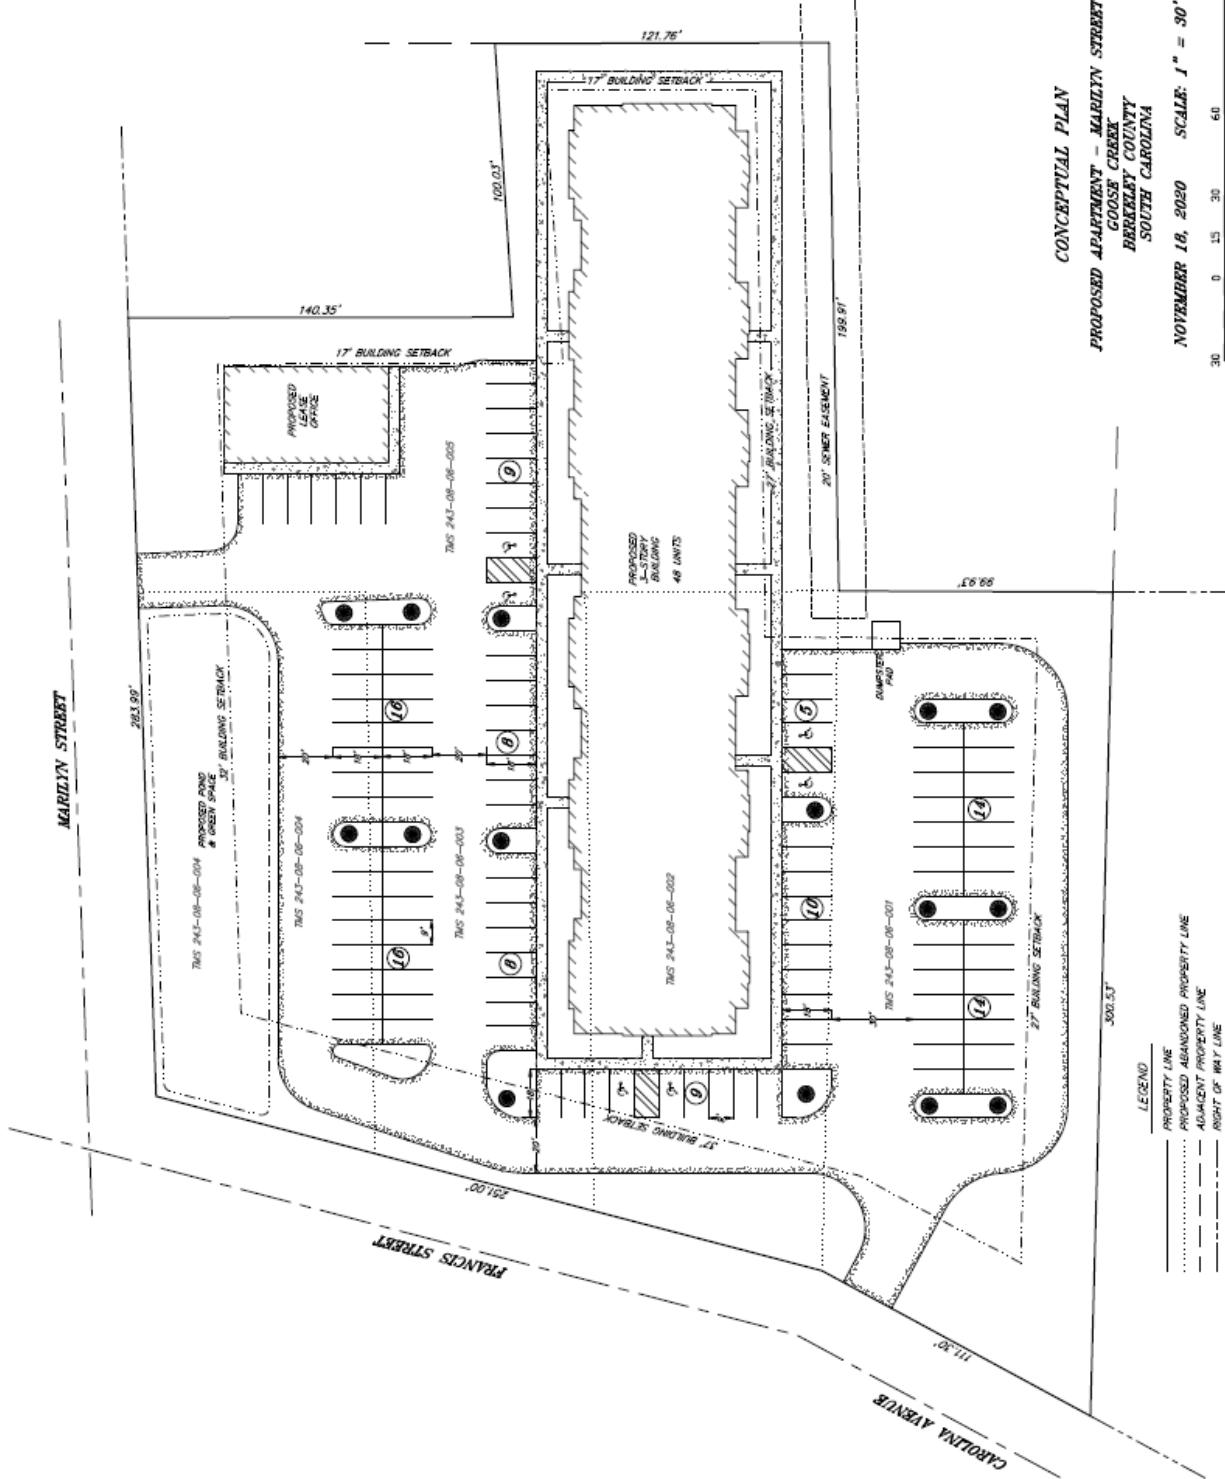 CONCEPTUAL PLAN
PROPOSED APARTMENT - MARILYN STREET
GOOSE CREEK
BERKELEY COUNTY
SOUTH CAROLINA
NOVEMBER 18, 2020 SCALE: 1" = 30'
30 0 15 30 60
MARILYN STREET
FRANCIS STREET
CAROLINA AVENUE
121.76'
100.03'
140.35'
283.99'
199.91'
99.93'
300.53'
111.30'
251.00'
17' BUILDING SETBACK
17' BUILDING SETBACK
27' BUILDING SETBACK
20' SEWER EASEMENT
32' BUILDING SETBACK
37' BUILDING SETBACK
27' BUILDING SETBACK
PROPOSED
LEASE
OFFICE
PROPOSED
3-STORY
BUILDING
48 UNITS
PROPOSED POND
& GREEN SPACE
DUMPSTER
PAD
TMS 243-08-06-005
TMS 243-08-06-004
TMS 243-08-06-004
TMS 243-08-06-003
TMS 243-08-06-002
TMS 243-08-06-001
9
16
8
16
8
9
5
10
14
14
9'
18'
18'
18'
20'
LEGEND
PROPERTY LINE
PROPOSED ABANDONED PROPERTY LINE
ADJACENT PROPERTY LINE
RIGHT OF WAY LINE